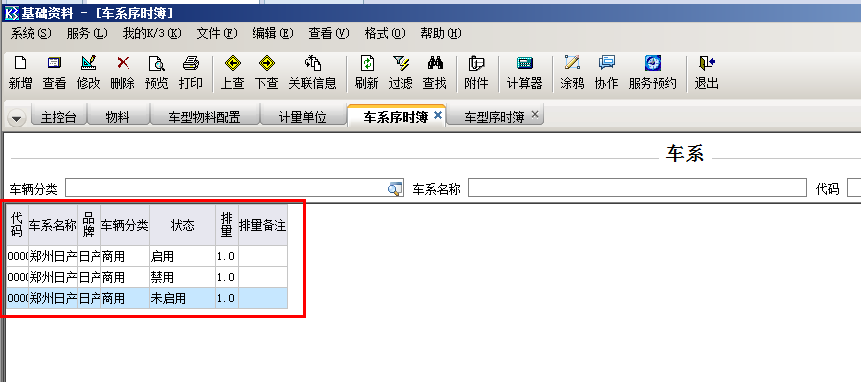 基础资料 - [车系序时簿]
系统(S) 服务(L) 我的K/3(K) 文件(F) 编辑(E) 查看(V) 格式(O) 帮助(H)
新增 查看 修改 删除 预览 打印 上查 下查 关联信息 刷新 过滤 查找 附件 计算器 涂鸦 协作 服务预约 退出
主控台 物料 车型物料配置 计量单位 车系序时簿 车型序时簿
车系
车辆分类 车系名称 代码
代码 车系名称 品牌 车辆分类 状态 排量 排量备注
000 郑州日产 日产 商用 启用 1.0
000 郑州日产 日产 商用 禁用 1.0
000 郑州日产 日产 商用 未启用 1.0